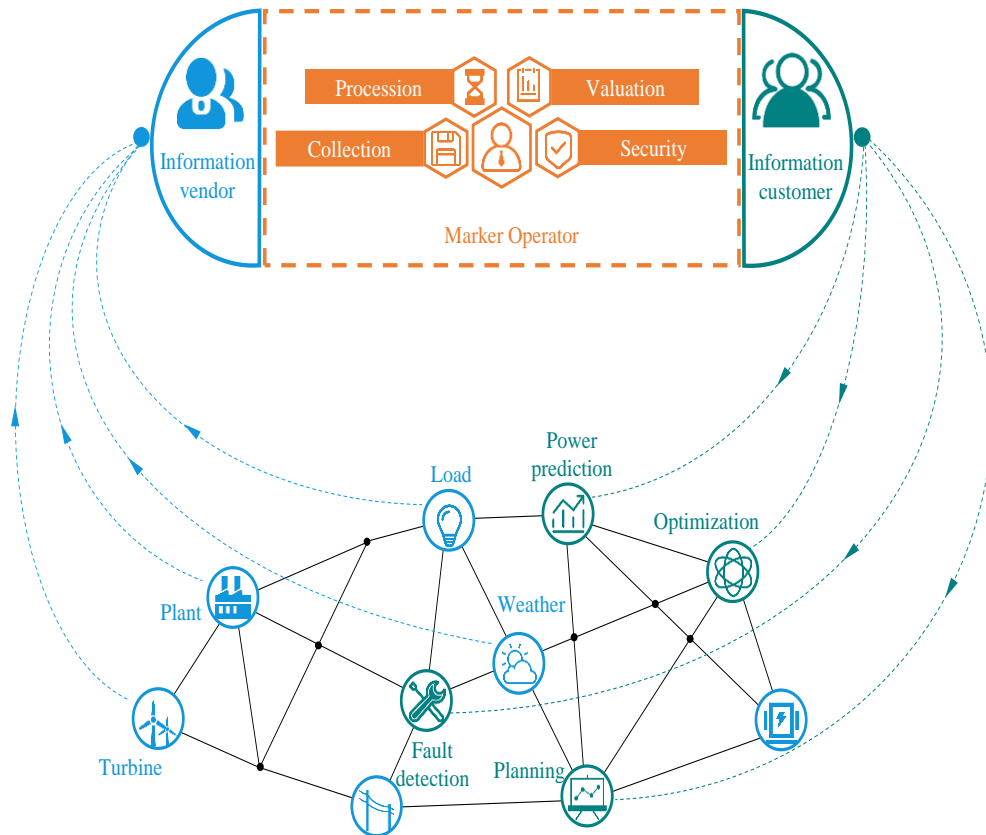 Procession
Valuation
Collection
Security
Information
vendor
Information
customer
Marker Operator
Power
prediction
Load
Optimization
Plant
Weather
Turbine
Fault
detection
Planning